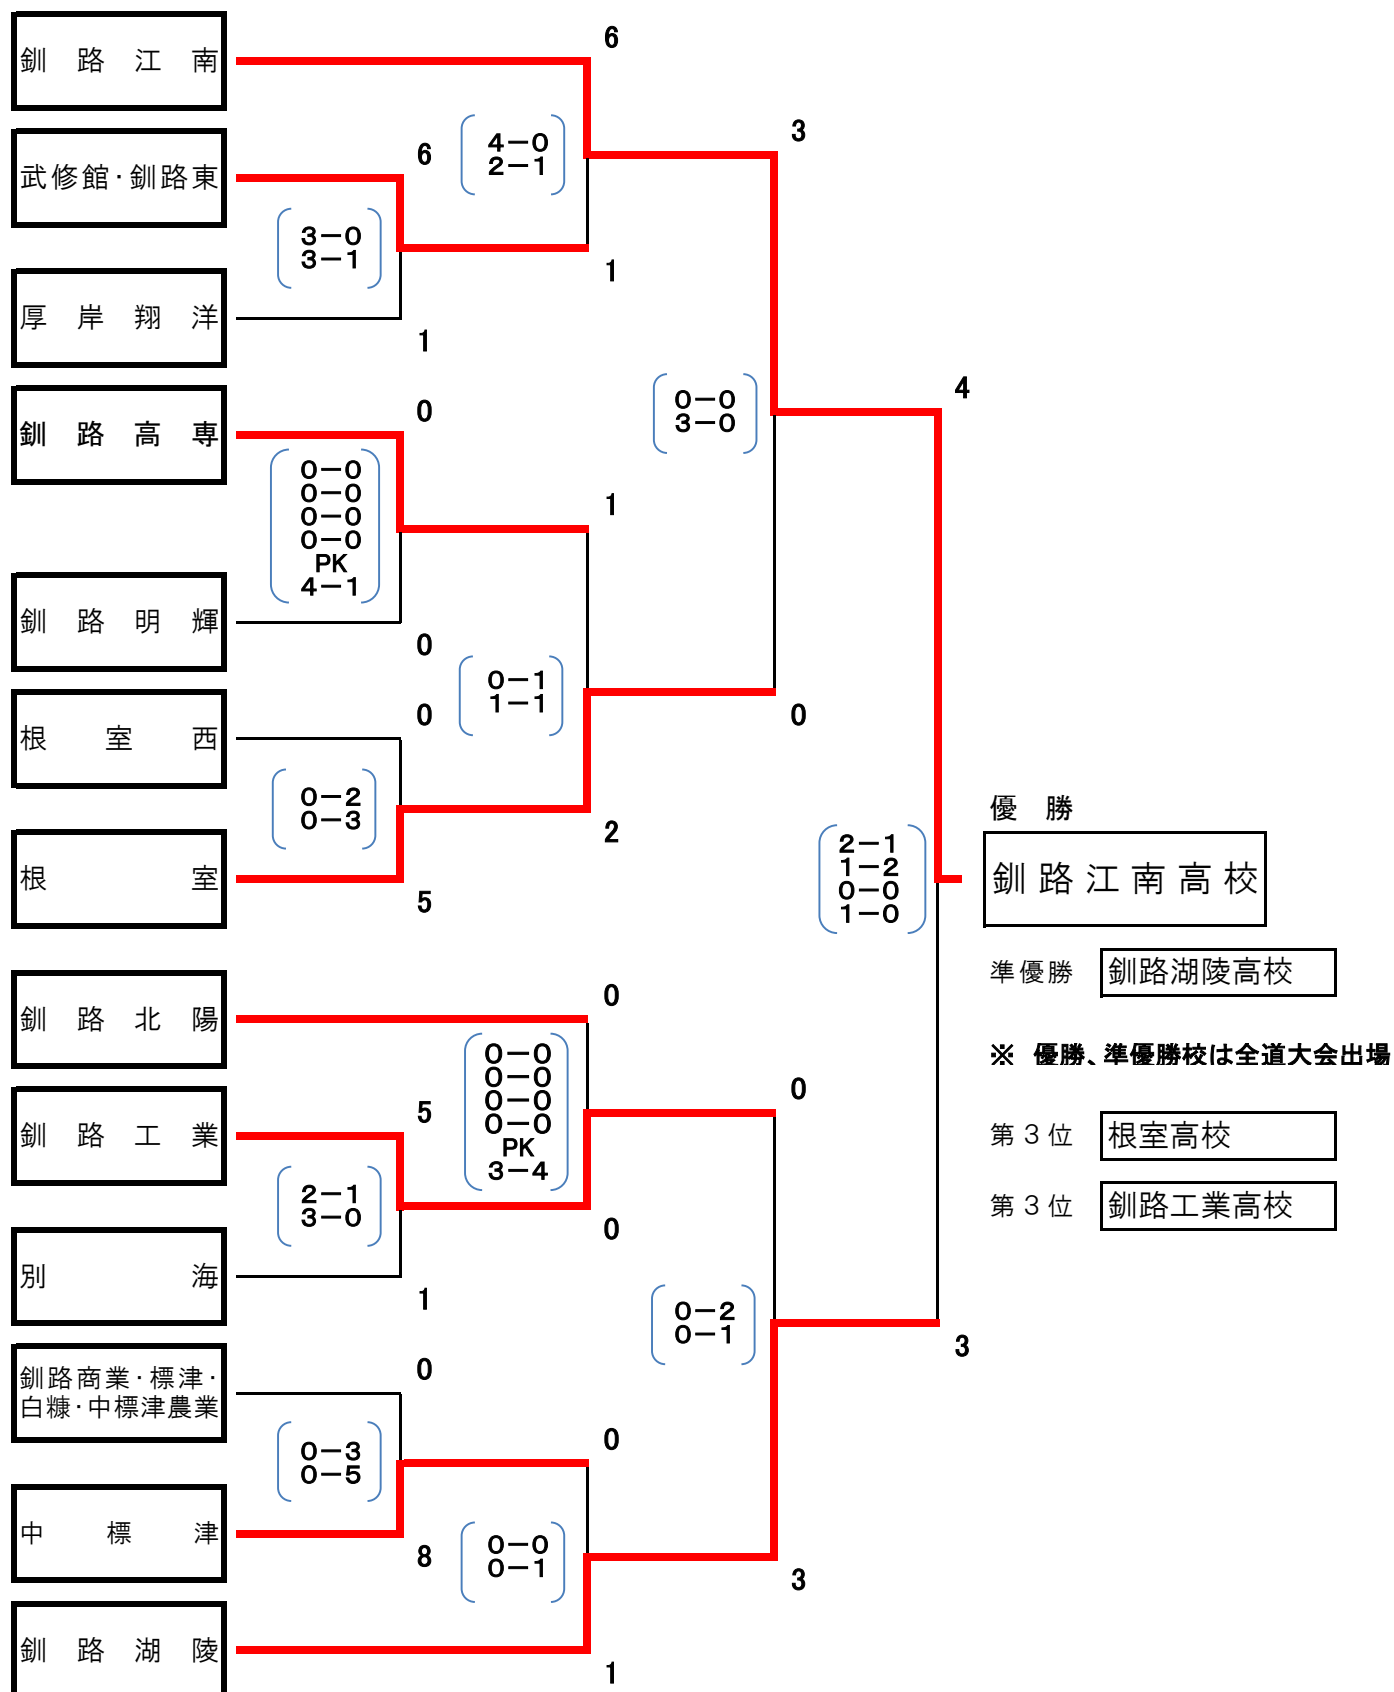 釧路江南
6
3
武修館・釧路東
6
4－0
2－1
3－0
3－1
1
厚岸翔洋
1
釧路高専
0
0－0
3－0
4
0－0
0－0
0－0
0－0
PK
4－1
1
釧路明輝
0
0－1
1－1
根室西
0
0
0－2
0－3
2
根室
5
優勝
釧路江南高校
2－1
1－2
0－0
1－0
準優勝 釧路湖陵高校
※ 優勝、準優勝校は全道大会出場
第3位 根室高校
第3位 釧路工業高校
釧路北陽
0
0－0
0－0
0－0
0－0
PK
3－4
0
釧路工業
5
2－1
3－0
0
別海
1
0－2
0－1
3
釧路商業・標津・
白糠・中標津農業
0
0－3
0－5
0
中標津
8
0－0
0－1
3
釧路湖陵
1